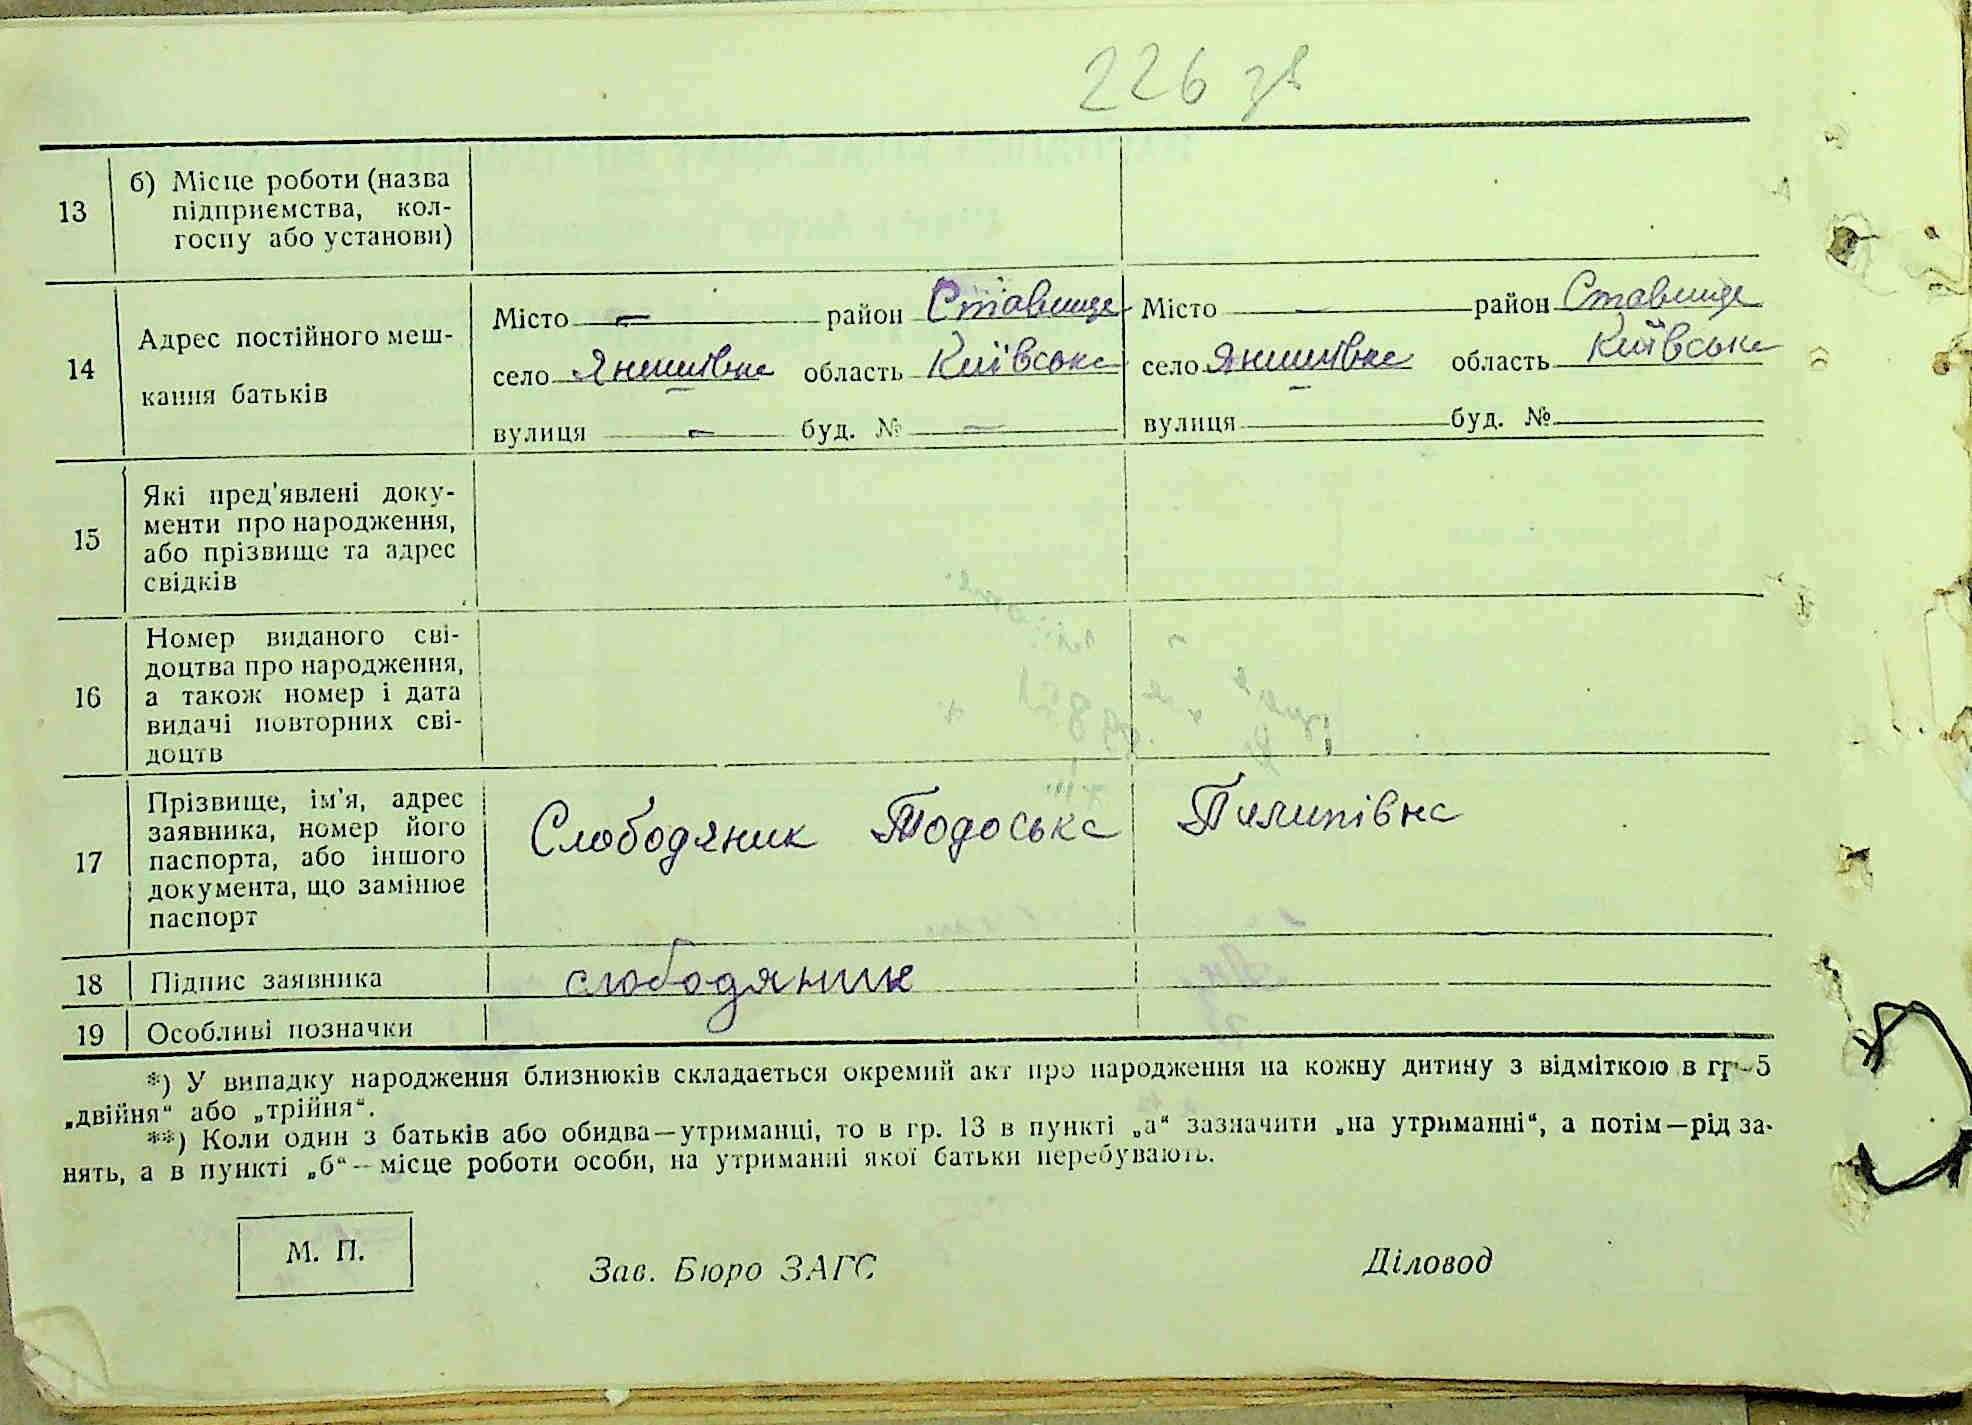 226 зв
13
б) Місце роботи (назва
підприємства, кол-
госпу або установи)
14
Адрес постійного меш-
кання батьків
Місто — район Ставище
село Янишівка область Київська
вулиця — буд. № —
Місто — район Ставище
село Янишівка область Київська
вулиця буд. №
15
Які пред'явлені доку-
менти про народження,
або прізвище та адрес
свідків
16
Номер виданого сві-
доцтва про народження,
а також номер і дата
видачі повторних сві-
доцтв
17
Прізвище, ім'я, адрес
заявника, номер його
паспорта, або іншого
документа, що замінює
паспорт
Слободяник Тодоська Пилипівна
18
Підпис заявника
слободяник
19
Особливі позначки
*) У випадку народження близнюків складається окремий акт про народження на кожну дитину з відміткою в гр-5
„двійня“ або „трійня“.
**) Коли один з батьків або обидва—утриманці, то в гр. 13 в пункті „а“ зазначити „на утриманні“, а потім—рід за-
нять, а в пункті „б“—місце роботи особи, на утриманні якої батьки перебувають.
М. П.
Зав. Бюро ЗАГС
Діловод